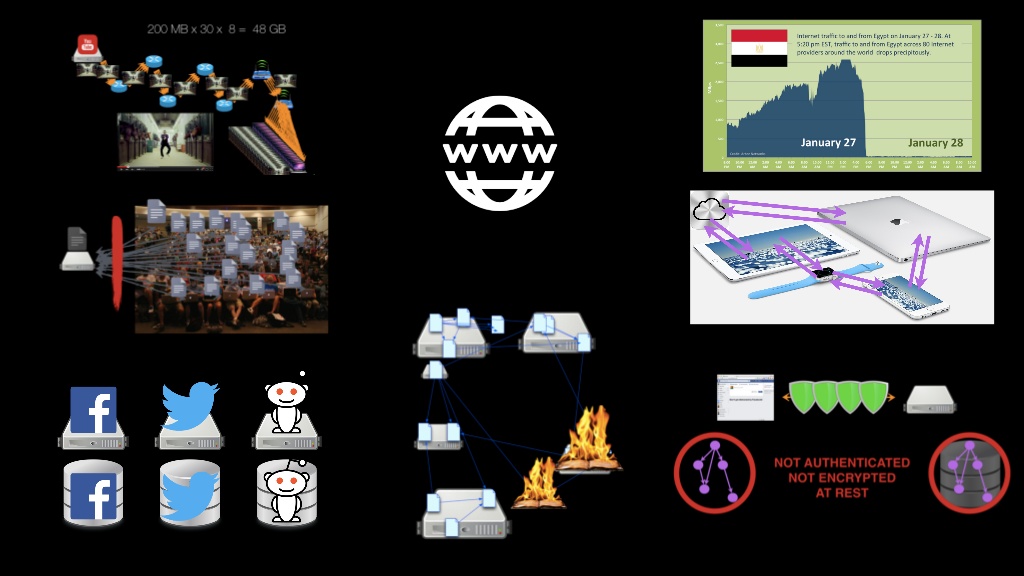 200 MB x 30 x 8 = 48 GB
You
Tube
Internet traffic to and from Egypt on January 27 - 28. At
5:20 pm EST, traffic to and from Egypt across 80 Internet
providers around the world drops precipitously.
January 27
January 28
www
f
f
NOT AUTHENTICATED
NOT ENCRYPTED
AT REST